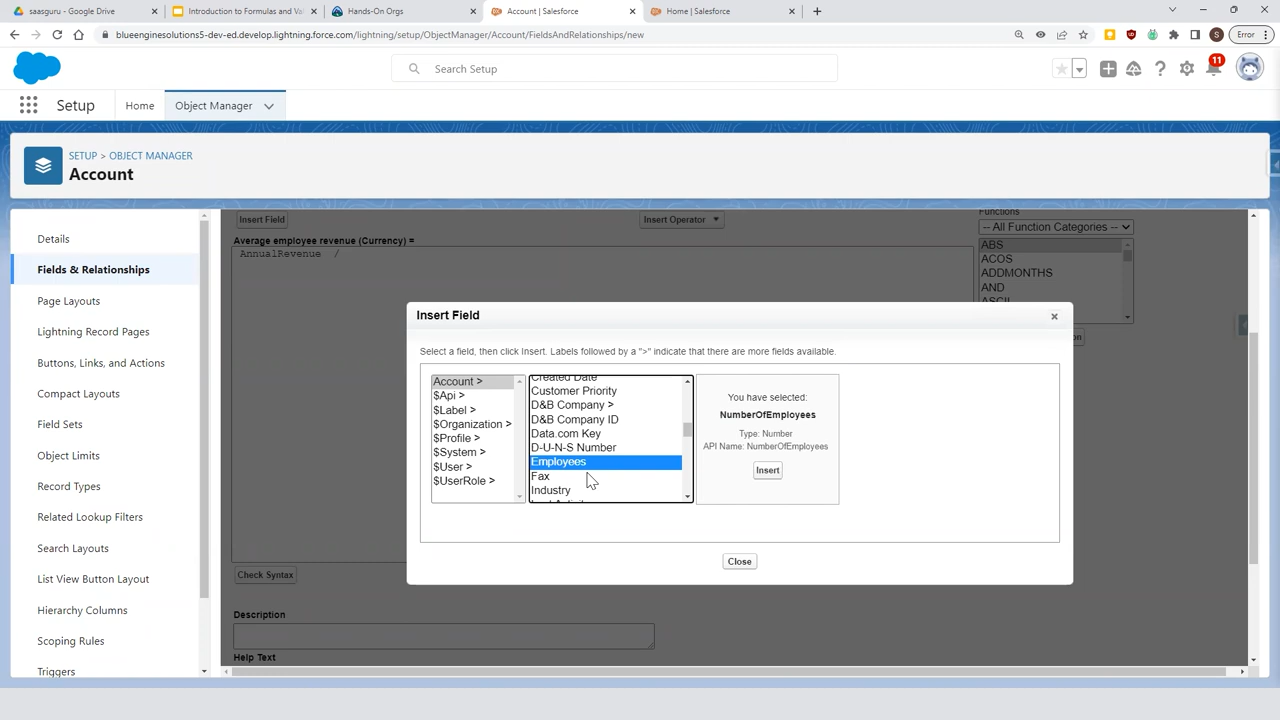 saasguru - Google Drive
Introduction to Formulas and Val
Hands-On Orgs
Account | Salesforce
Home | Salesforce
blueenginesolutions5-dev-ed.develop.lightning.force.com/lightning/setup/ObjectManager/Account/FieldsAndRelationships/new
S
Error
Search Setup
11
Setup
Home
Object Manager
SETUP > OBJECT MANAGER
Account
Details
Fields & Relationships
Page Layouts
Lightning Record Pages
Buttons, Links, and Actions
Compact Layouts
Field Sets
Object Limits
Record Types
Related Lookup Filters
Search Layouts
List View Button Layout
Hierarchy Columns
Scoping Rules
Triggers
Insert Field
Insert Operator
Functions
-- All Function Categories --
Average employee revenue (Currency) =
AnnualRevenue /
ABS
ACOS
ADDMONTHS
AND
ASCII
Insert Field
Select a field, then click Insert. Labels followed by a ">" indicate that there are more fields available.
Account >
$Api >
$Label >
$Organization >
$Profile >
$System >
$User >
$UserRole >
Created Date
Customer Priority
D&B Company >
D&B Company ID
Data.com Key
D-U-N-S Number
Employees
Fax
Industry
You have selected:
NumberOfEmployees
Type: Number
API Name: NumberOfEmployees
Insert
Close
Check Syntax
Description
Help Text